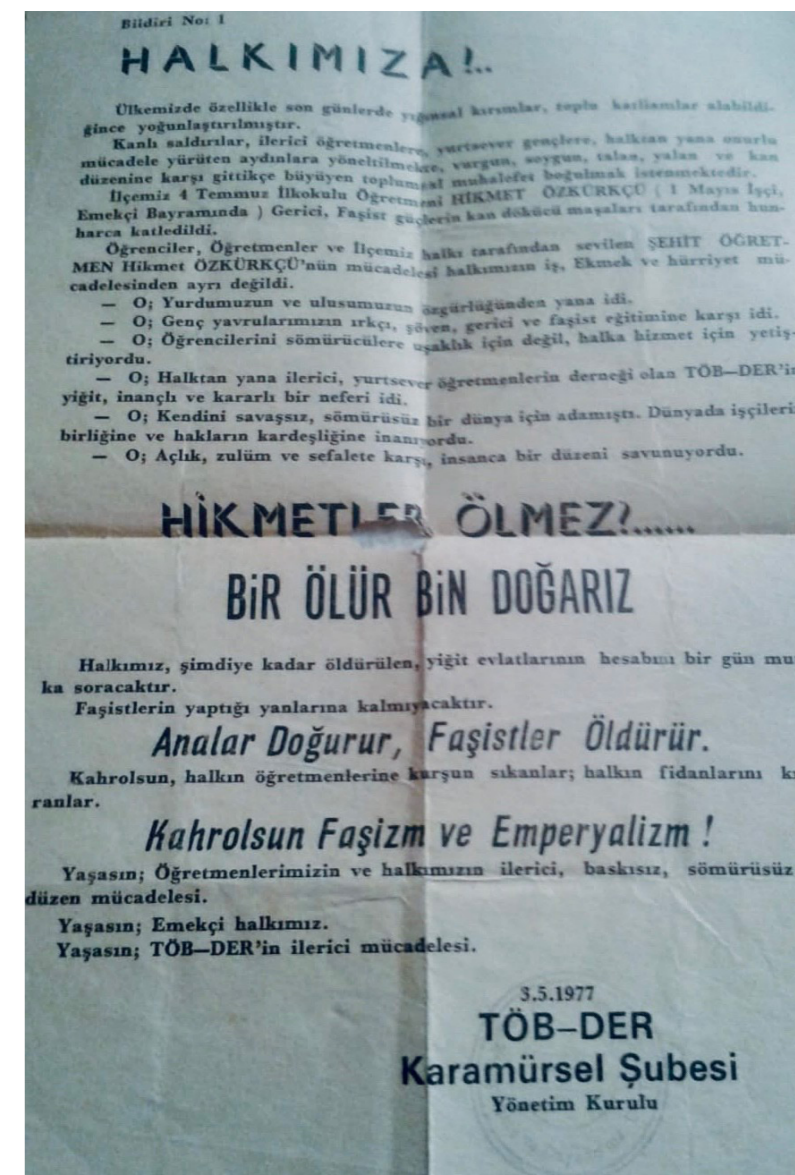 Bildiri No: 1
HALKIMIZA!..
Ülkemizde özellikle son günlerde yığınsal kırımlar, toplu katliamlar alabildi-
ğince yoğunlaştırılmıştır.
Kanlı saldırılar, ilerici öğretmenlere, yurtsever gençlere, halktan yana onurlu
mücadele yürüten aydınlara yöneltilmekte, vurgun, soygun, talan, yalan ve kan
düzenine karşı gittikçe büyüyen toplumsal muhalefet boğulmak istenmektedir.
İlçemiz 4 Temmuz İlkokulu Öğretmeni HİKMET ÖZKÜRKÇÜ ( 1 Mayıs İşçi,
Emekçi Bayramında ) Gerici, Faşist güçlerin kan dökücü maşaları tarafından hun-
harca katledildi.
Öğrenciler, Öğretmenler ve İlçemiz halkı tarafından sevilen ŞEHİT ÖĞRET-
MEN Hikmet ÖZKÜRKÇÜ'nün mücadelesi halkımızın iş, Ekmek ve hürriyet mü-
cadelesinden ayrı değildi.
— O; Yurdumuzun ve ulusumuzun özgürlüğünden yana idi.
— O; Genç yavrularımızın ırkçı, şöven, gerici ve faşist eğitimine karşı idi.
— O; Öğrencilerini sömürücülere uşaklık için değil, halka hizmet için yetiş-
tiriyordu.
— O; Halktan yana ilerici, yurtsever öğretmenlerin derneği olan TÖB—DER'in
yiğit, inançlı ve kararlı bir neferi idi.
— O; Kendini savaşsız, sömürüsüz bir dünya için adamıştı. Dünyada işçileri
birliğine ve hakların kardeşliğine inanıyordu.
— O; Açlık, zulüm ve sefalete karşı, insanca bir düzeni savunuyordu.
HİKMETLER ÖLMEZ?......
BİR ÖLÜR BİN DOĞARIZ
Halkımız, şimdiye kadar öldürülen, yiğit evlatlarının hesabını bir gün mu
ka soracaktır.
Faşistlerin yaptığı yanlarına kalmıyacaktır.
Analar Doğurur, Faşistler Öldürür.
Kahrolsun, halkın öğretmenlerine kurşun sıkanlar; halkın fidanlarını kı
ranlar.
Kahrolsun Faşizm ve Emperyalizm !
Yaşasın; Öğretmenlerimizin ve halkımızın ilerici, baskısız, sömürüsüz
düzen mücadelesi.
Yaşasın; Emekçi halkımız.
Yaşasın; TÖB—DER'in ilerici mücadelesi.
3.5.1977
TÖB–DER
Karamürsel Şubesi
Yönetim Kurulu